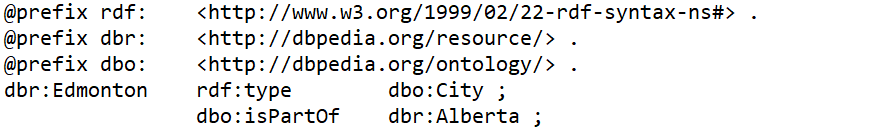 @prefix rdf: <http://www.w3.org/1999/02/22-rdf-syntax-ns#> .
@prefix dbr: <http://dbpedia.org/resource/> .
@prefix dbo: <http://dbpedia.org/ontology/> .
dbr:Edmonton rdf:type dbo:City ;
dbo:isPartOf dbr:Alberta ;